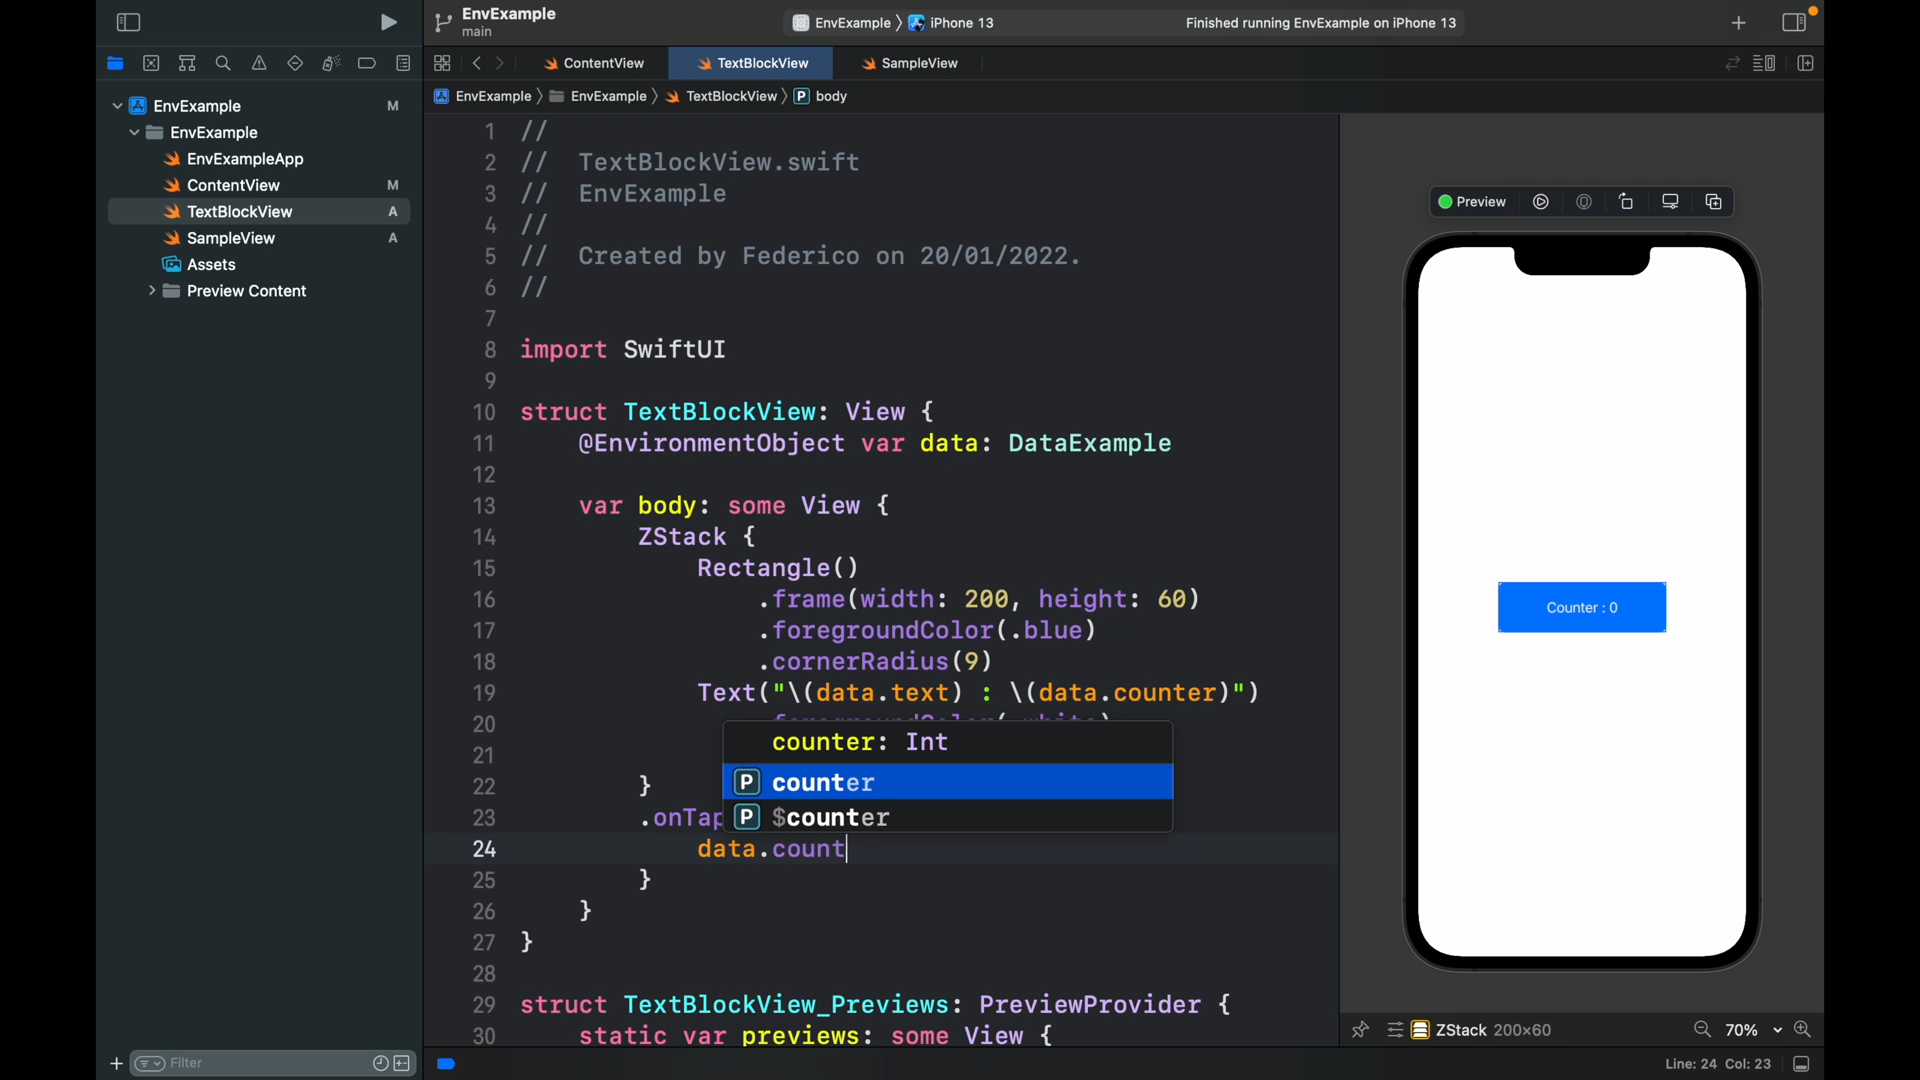 EnvExample
main
EnvExample
iPhone 13
Finished running EnvExample on iPhone 13
ContentView
TextBlockView
SampleView
EnvExample
EnvExample
TextBlockView
P body
EnvExample M
EnvExample
EnvExampleApp
ContentView M
TextBlockView A
SampleView A
Assets
Preview Content
1 //
2 //  TextBlockView.swift
3 //  EnvExample
4 //
5 //  Created by Federico on 20/01/2022.
6 //
7
8 import SwiftUI
9
10 struct TextBlockView: View {
11 @EnvironmentObject var data: DataExample
12
13 var body: some View {
14 ZStack {
15 Rectangle()
16 .frame(width: 200, height: 60)
17 .foregroundColor(.blue)
18 .cornerRadius(9)
19 Text("\(data.text) : \(data.counter)")
20
21
22 }
23 .onTap
24 data.count
25 }
26 }
27 }
28
29 struct TextBlockView_Previews: PreviewProvider {
30 static var previews: some View {
counter: Int
P counter
P $counter
Preview
Counter : 0
ZStack 200×60
70%
Filter
Line: 24 Col: 23